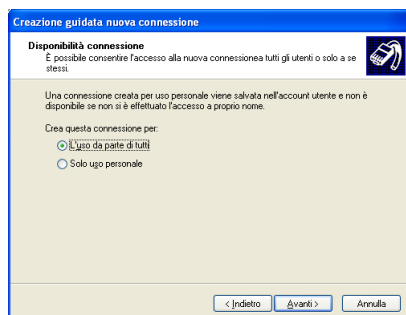 Creazione guidata nuova connessione
Disponibilità connessione
È possibile consentire l'accesso alla nuova connessionea tutti gli utenti o solo a se
stessi.
Una connessione creata per uso personale viene salvata nell'account utente e non è
disponibile se non si è effettuato l'accesso a proprio nome.
Crea questa connessione per:
L'uso da parte di tutti
Solo uso personale
< Indietro Avanti > Annulla